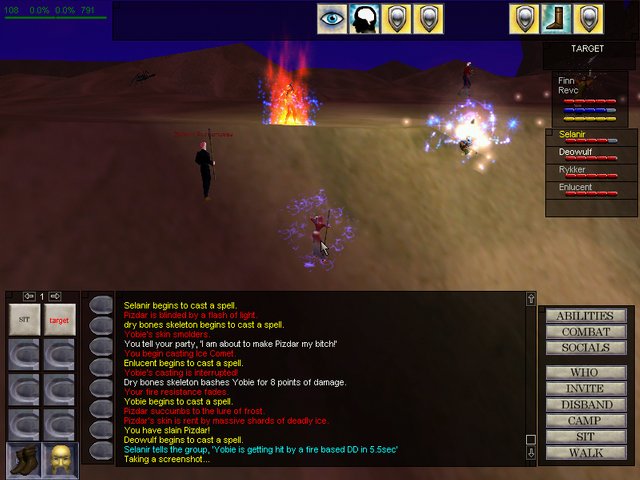 108 0.0% 0.0% 791
TARGET
Finn
Revc
Selanir
Deowulf
Rykker
Enlucent
1
SIT
target
Selanir begins to cast a spell.
Pizdar is blinded by a flash of light.
dry bones skeleton begins to cast a spell.
Yobie's skin smolders.
You tell your party, 'I am about to make Pizdar my bitch!'
You begin casting Ice Comet.
Enlucent begins to cast a spell.
Yobie's casting is interrupted!
Dry bones skeleton bashes Yobie for 8 points of damage.
Your fire resistance fades.
Yobie begins to cast a spell.
Pizdar succumbs to the lure of frost.
Pizdar's skin is rent by massive shards of deadly ice.
You have slain Pizdar!
Deowulf begins to cast a spell.
Selanir tells the group, 'Yobie is getting hit by a fire based DD in 5.5sec'
Taking a screenshot...
ABILITIES
COMBAT
SOCIALS
WHO
INVITE
DISBAND
CAMP
SIT
WALK